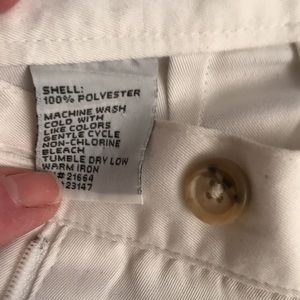 SHELL:
100% POLYESTER
MACHINE WASH
COLD WITH
LIKE COLORS
GENTLE CYCLE
NON-CHLORINE
BLEACH
TUMBLE DRY LOW
WARM IRON
# 21664
23147